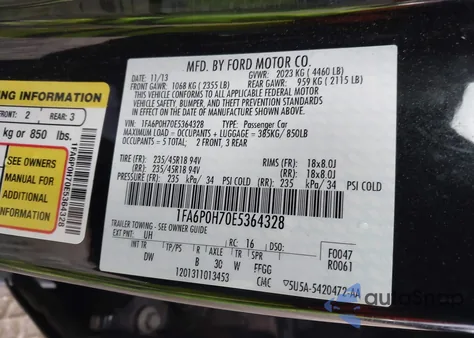 MFD. BY FORD MOTOR CO.
DATE: 11/13 GVWR: 2023 KG ( 4460 LB)
FRONT GAWR: 1068 KG ( 2355 LB) REAR GAWR: 959 KG ( 2115 LB)
THIS VEHICLE CONFORMS TO ALL APPLICABLE FEDERAL MOTOR
VEHICLE SAFETY, BUMPER, AND THEFT PREVENTION STANDARDS IN
EFFECT ON THE DATE OF MANUFACTURE SHOWN ABOVE.
VIN: 1FA6P0H70E5364328 TYPE: Passenger Car
MAXIMUM LOAD = OCCUPANTS + LUGGAGE = 385KG/850LB
OCCUPANTS = 5 TOTAL; 2 FRONT, 3 REAR
TIRE (FR): 235/45R18 94V RIMS (FR): 18x8.0J
(RR): 235/45R18 94V (RR): 18x8.0J
PRESSURE (FR): 235 kPa/ 34 PSI COLD (RR): 235 kPa/ 34 PSI COLD
1FA6P0H70E5364328
TRAILER TOWING - SEE OWNER GUIDE
EXT PNT: UH RC: 16 DSO: F0047
INT TR TP/PS R AXLE TR SPR R0061
DW B 30 W FFGG
1201311013453 CMC 5U5A-5420472-AA
NG INFORMATION
FRONT: 2 REAR: 3
kg or 850 lbs.
SEE OWNERS
MANUAL FOR
ADDITIONAL
INFORMATION
1FA6P0H70E5364328
autoSnap